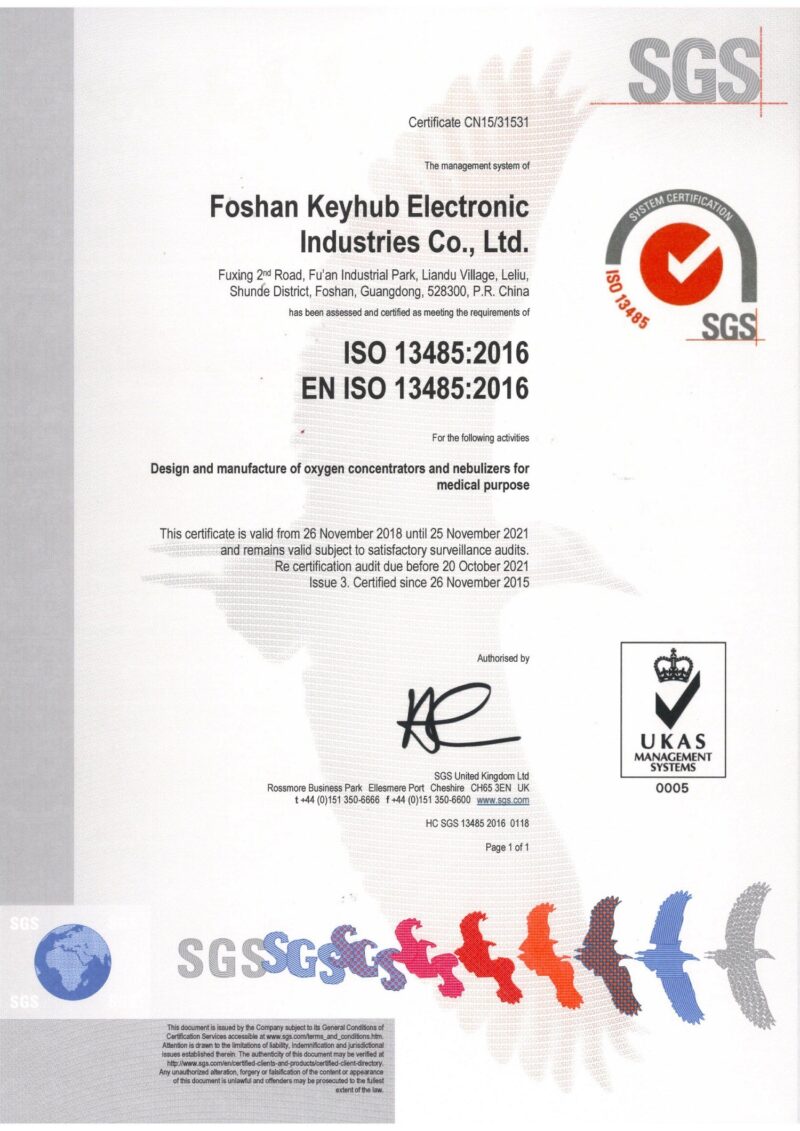 SGS
Certificate CN15/31531
The management system of
Foshan Keyhub Electronic
Industries Co., Ltd.
Fuxing 2nd Road, Fu'an Industrial Park, Liandu Village, Leliu,
Shunde District, Foshan, Guangdong, 528300, P.R. China
has been assessed and certified as meeting the requirements of
ISO 13485:2016
EN ISO 13485:2016
For the following activities
Design and manufacture of oxygen concentrators and nebulizers for
medical purpose
This certificate is valid from 26 November 2018 until 25 November 2021
and remains valid subject to satisfactory surveillance audits.
Re certification audit due before 20 October 2021
Issue 3. Certified since 26 November 2015
Authorised by
SGS United Kingdom Ltd
Rossmore Business Park Ellesmere Port Cheshire CH65 3EN UK
t +44 (0)151 350-6666 f +44 (0)151 350-6600 www.sgs.com
HC SGS 13485 2016 0118
Page 1 of 1
SYSTEM CERTIFICATION
ISO 13485
SGS
UKAS
MANAGEMENT
SYSTEMS
0005
SGS
SGS
SGS
SGS
SGS
This document is issued by the Company subject to its General Conditions of
Certification Services accessible at www.sgs.com/terms_and_conditions.htm.
Attention is drawn to the limitations of liability, indemnification and jurisdictional
issues established therein. The authenticity of this document may be verified at
http://www.sgs.com/en/certified-clients-and-products/certified-client-directory.
Any unauthorized alteration, forgery or falsification of the content or appearance
of this document is unlawful and offenders may be prosecuted to the fullest
extent of the law.